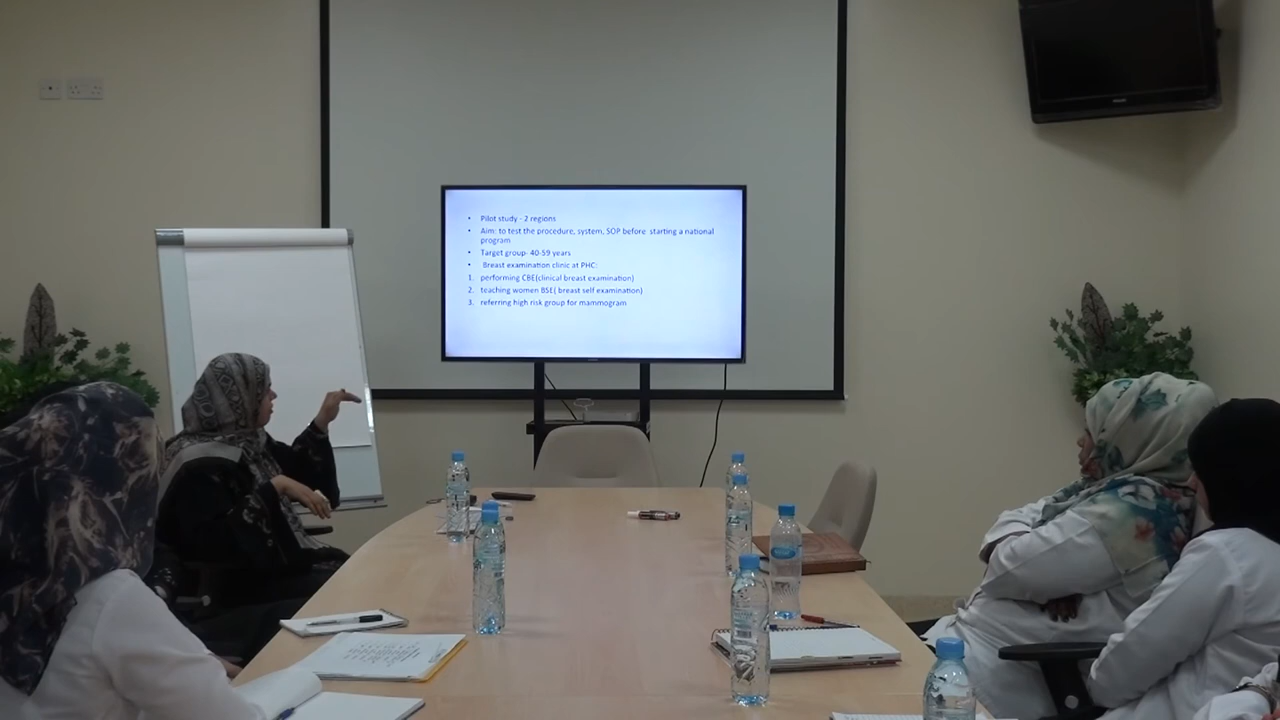 • Pilot study - 2 regions
• Aim: to test the procedure, system, SOP before starting a national
program
• Target group- 40-59 years
• Breast examination clinic at PHC:
1. performing CBE(clinical breast examination)
2. teaching women BSE( breast self examination)
3. referring high risk group for mammogram
PHILIPS